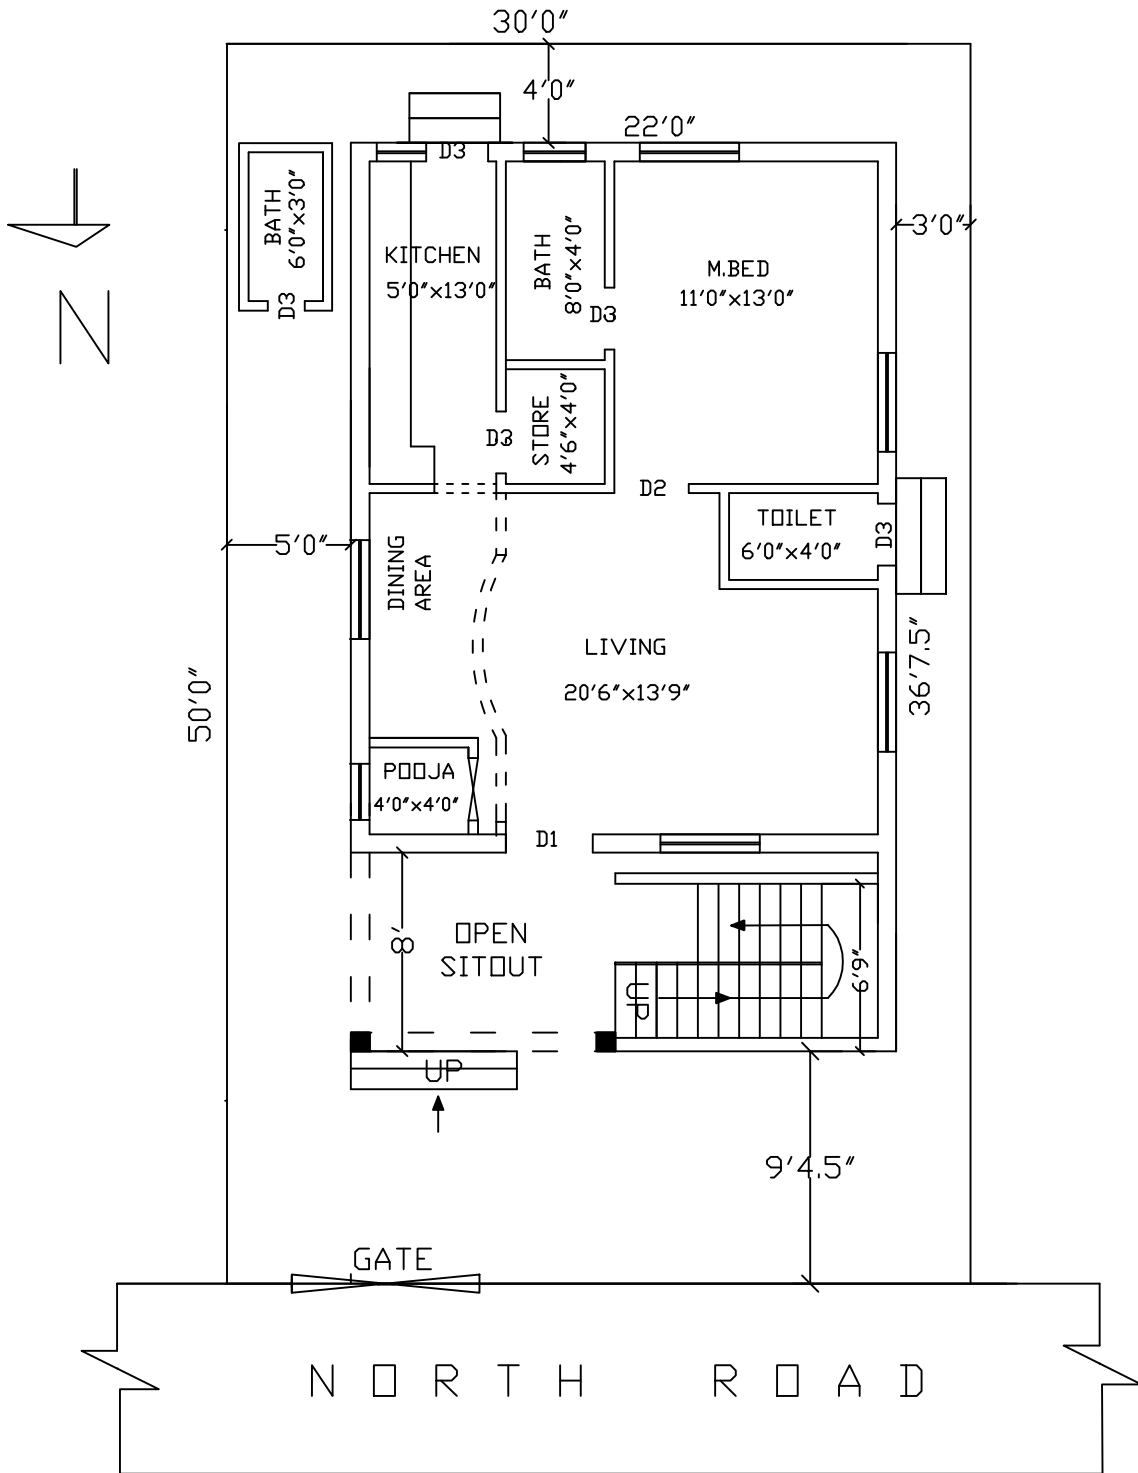 30'0"
4'0"
22'0"
D3
BATH
6'0"x3'0"
D3
N
KITCHEN
5'0"x13'0"
BATH
8'0"x4'0"
D3
M.BED
11'0"x13'0"
3'0"
D3
STORE
4'6"x4'0"
D2
TOILET
6'0"x4'0"
D3
5'0"
DINING
AREA
LIVING
20'6"x13'9"
36'7.5"
50'0"
POOJA
4'0"x4'0"
D1
8'
OPEN
SITOUT
UP
6'9"
UP
9'4.5"
GATE
NORTH ROAD